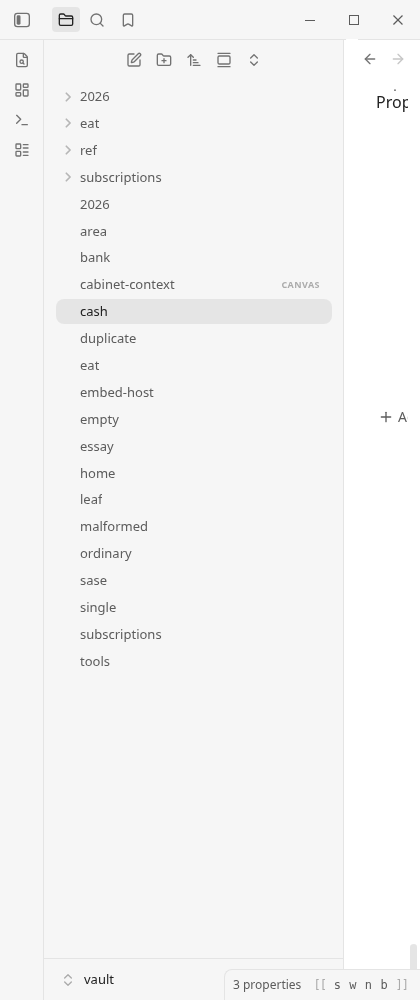 2026
eat
ref
subscriptions
2026
area
bank
cabinet-context CANVAS
cash
duplicate
eat
embed-host
empty
essay
home
leaf
malformed
ordinary
sase
single
subscriptions
tools
vault
Prop
+ A
3 properties [[ s w n b ]]